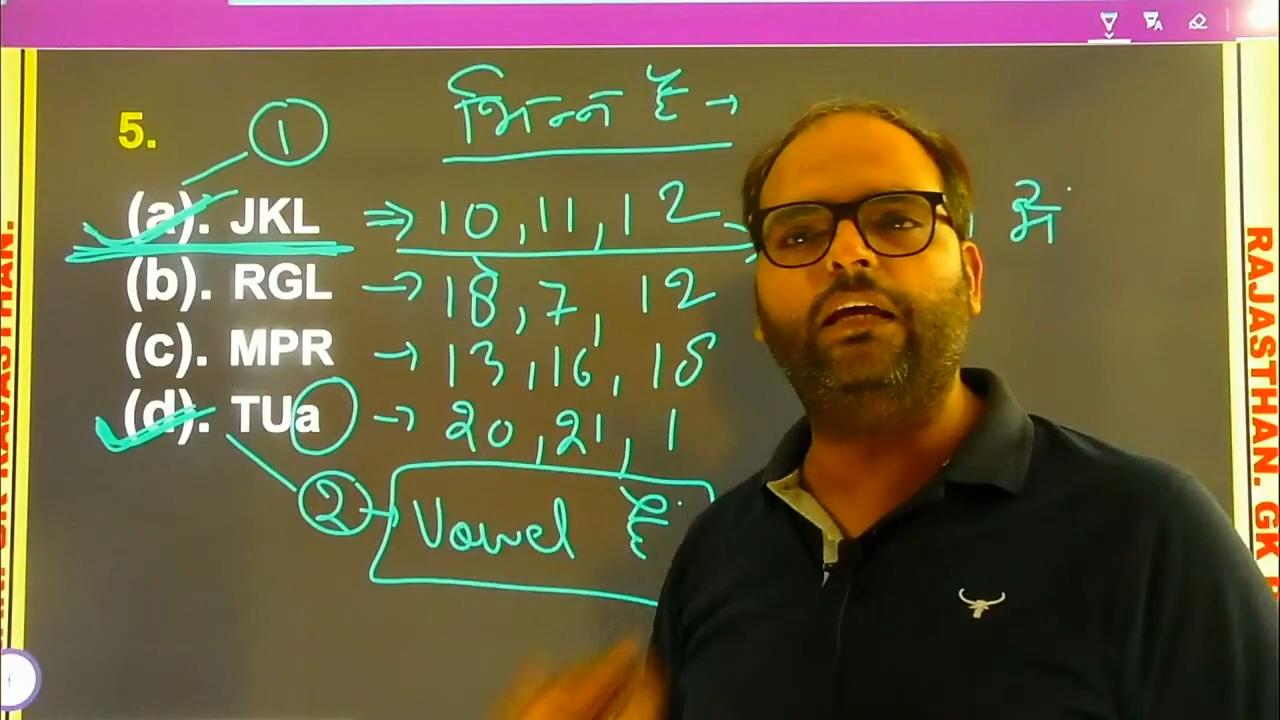 5.
①
भिन्न है →
(a). JKL ⇒ 10, 11, 12
(b). RGL → 18, 7, 12
(c). MPR → 13, 16, 18
(d). TUa → 20, 21, 1
② Vowel है
RAJASTHAN.
RAJASTHAN. GK